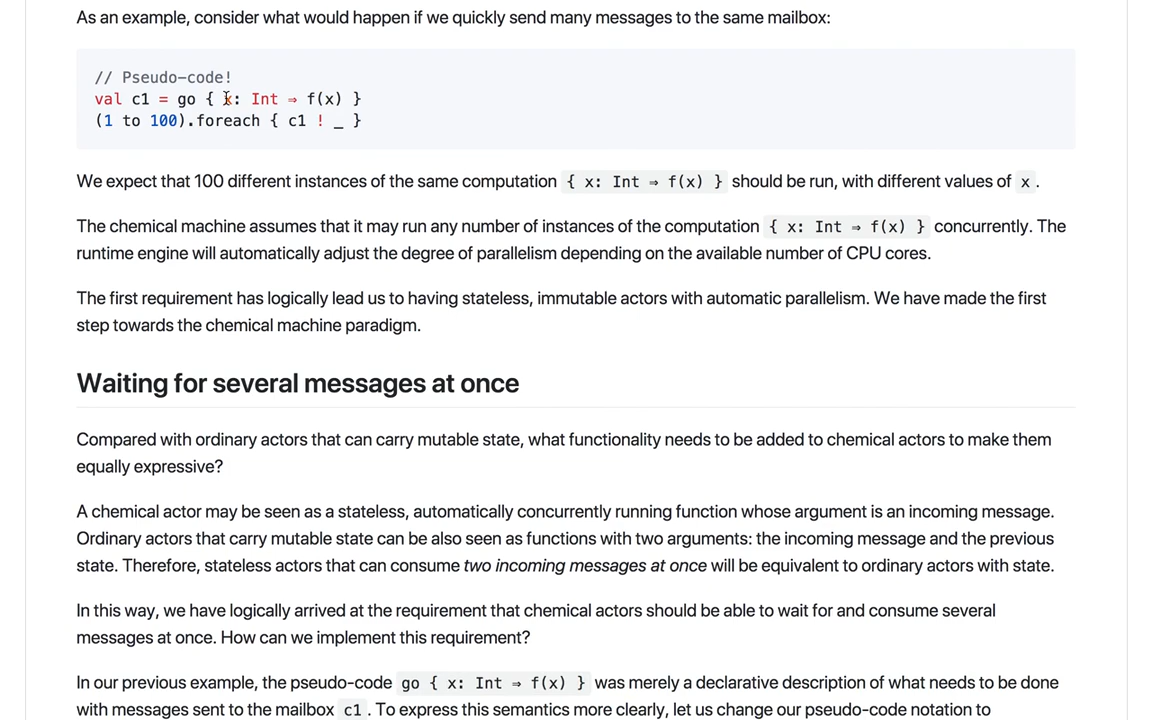 As an example, consider what would happen if we quickly send many messages to the same mailbox:
// Pseudo-code!
val c1 = go { x: Int ⇒ f(x) }
(1 to 100).foreach { c1 ! _ }
We expect that 100 different instances of the same computation { x: Int ⇒ f(x) } should be run, with different values of x .
The chemical machine assumes that it may run any number of instances of the computation { x: Int ⇒ f(x) } concurrently. The
runtime engine will automatically adjust the degree of parallelism depending on the available number of CPU cores.
The first requirement has logically lead us to having stateless, immutable actors with automatic parallelism. We have made the first
step towards the chemical machine paradigm.
Waiting for several messages at once
Compared with ordinary actors that can carry mutable state, what functionality needs to be added to chemical actors to make them
equally expressive?
A chemical actor may be seen as a stateless, automatically concurrently running function whose argument is an incoming message.
Ordinary actors that carry mutable state can be also seen as functions with two arguments: the incoming message and the previous
state. Therefore, stateless actors that can consume two incoming messages at once will be equivalent to ordinary actors with state.
In this way, we have logically arrived at the requirement that chemical actors should be able to wait for and consume several
messages at once. How can we implement this requirement?
In our previous example, the pseudo-code go { x: Int ⇒ f(x) } was merely a declarative description of what needs to be done
with messages sent to the mailbox c1 . To express this semantics more clearly, let us change our pseudo-code notation to